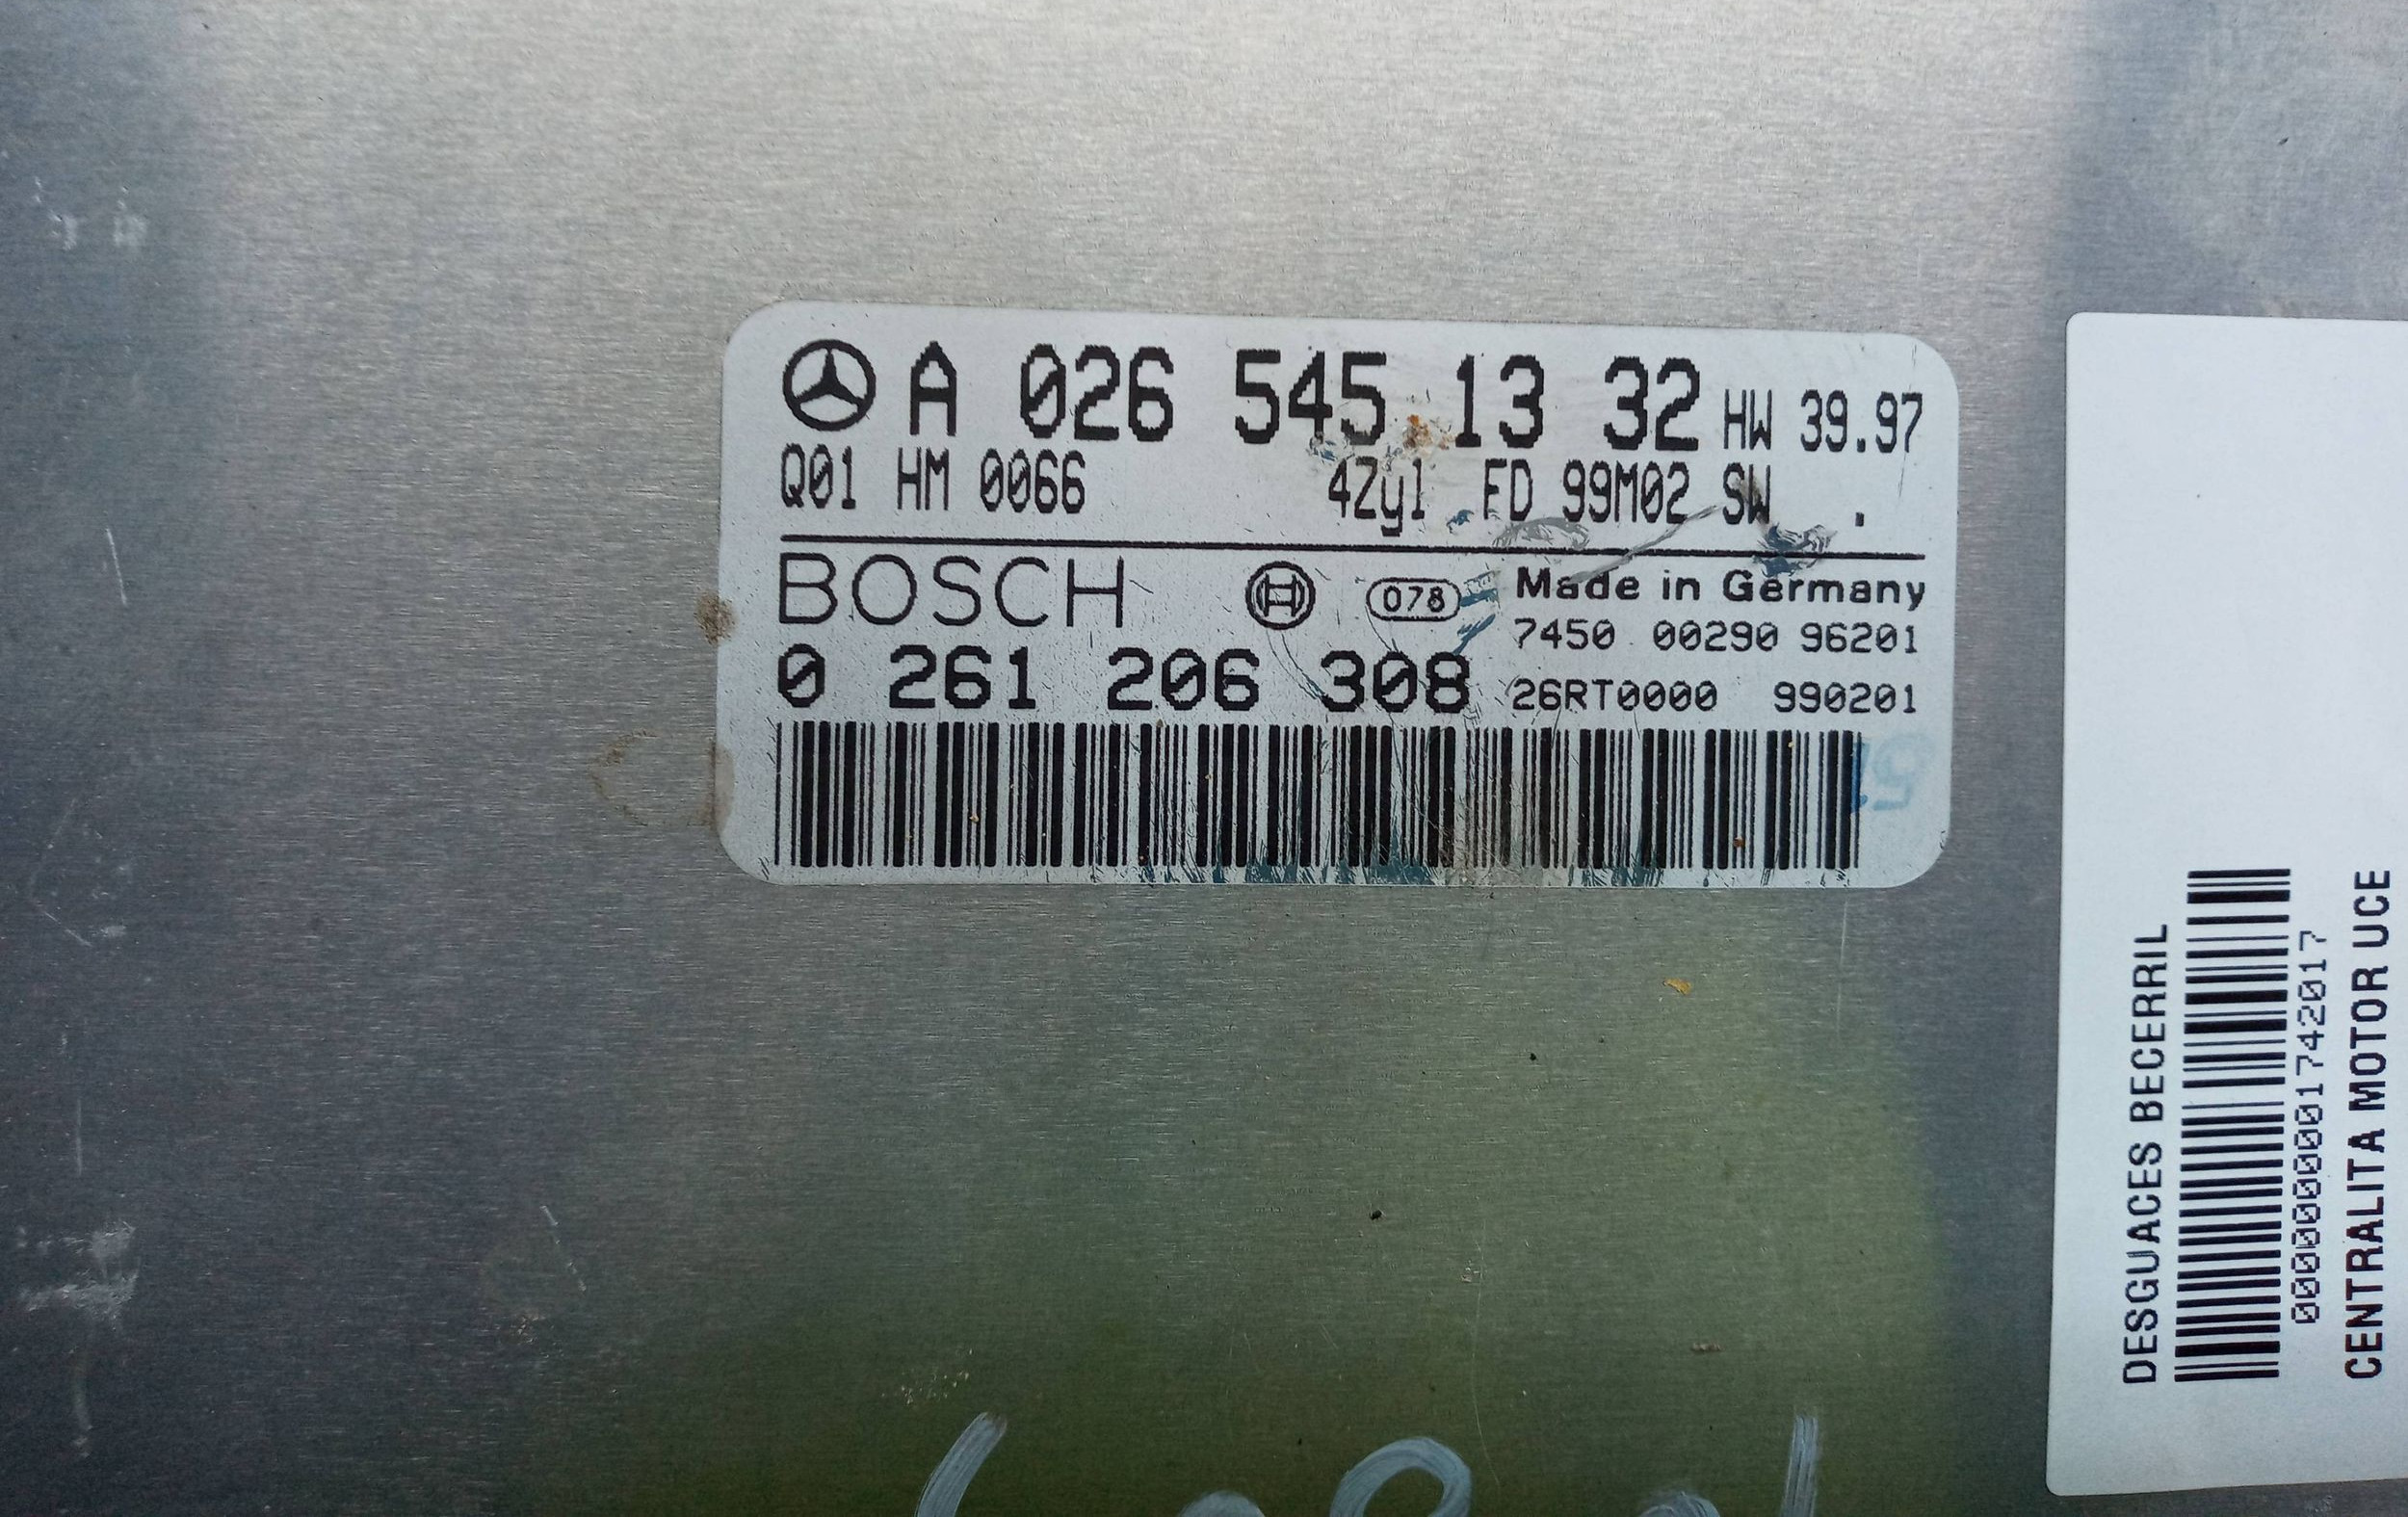 A 026 545 13 32 HW 39.97
Q01 HM 0066 4Zyl FD 99M02 SW .
BOSCH 078 Made in Germany
7450 00290 96201
0 261 206 308 26RT0000 990201
DESGUACES BECERRIL
0000000001742017
CENTRALITA MOTOR UCE